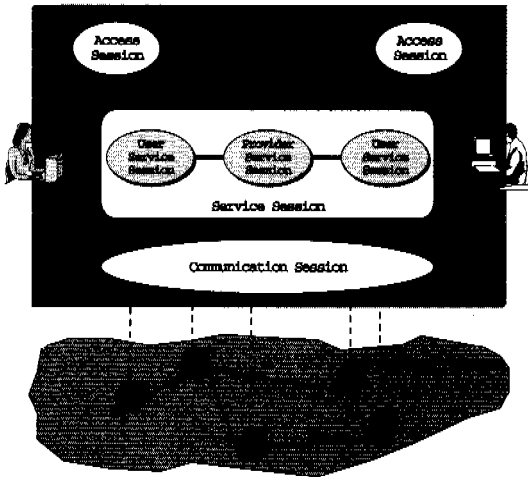 Access
Session
Access
Session
User
Service
Session
Provider
Service
Session
User
Service
Session
Service Session
Communication Session